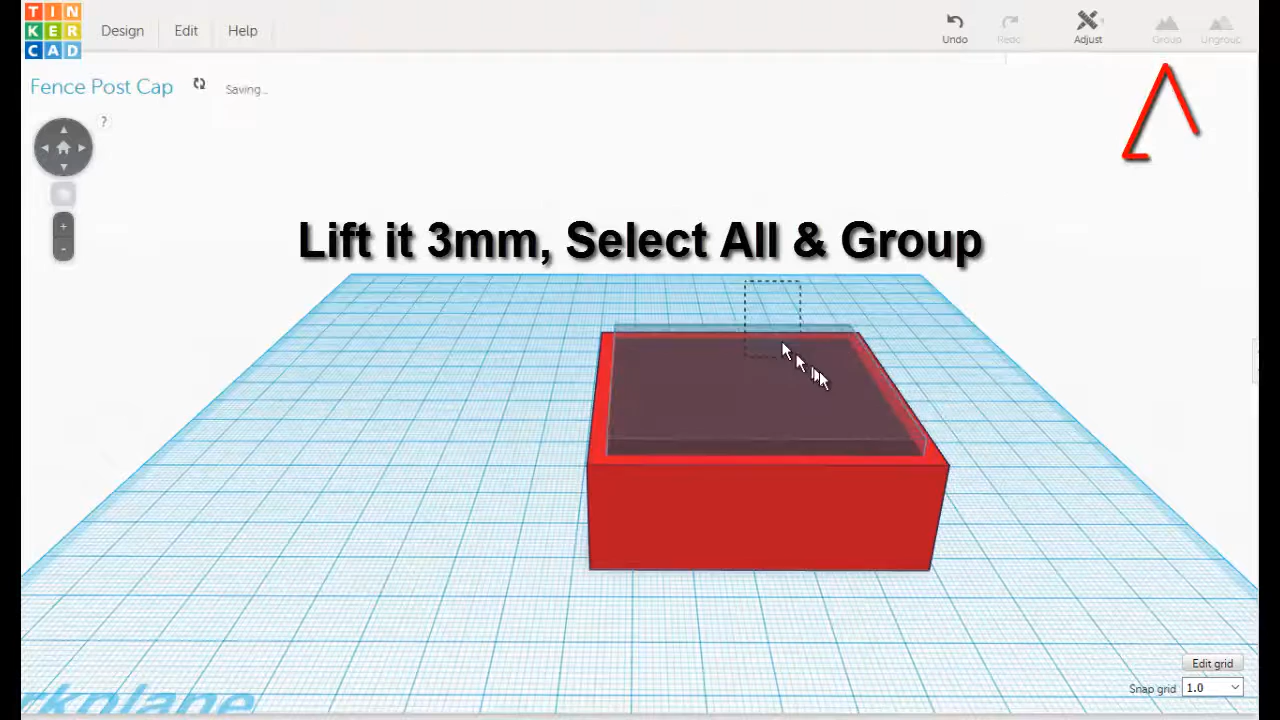 TIN
KER
CAD
Design
Edit
Help
Undo
Redo
Adjust
Group
Ungroup
Fence Post Cap
Saving...
?
Lift it 3mm, Select All & Group
+
-
Edit grid
Snap grid
1.0
rkplane